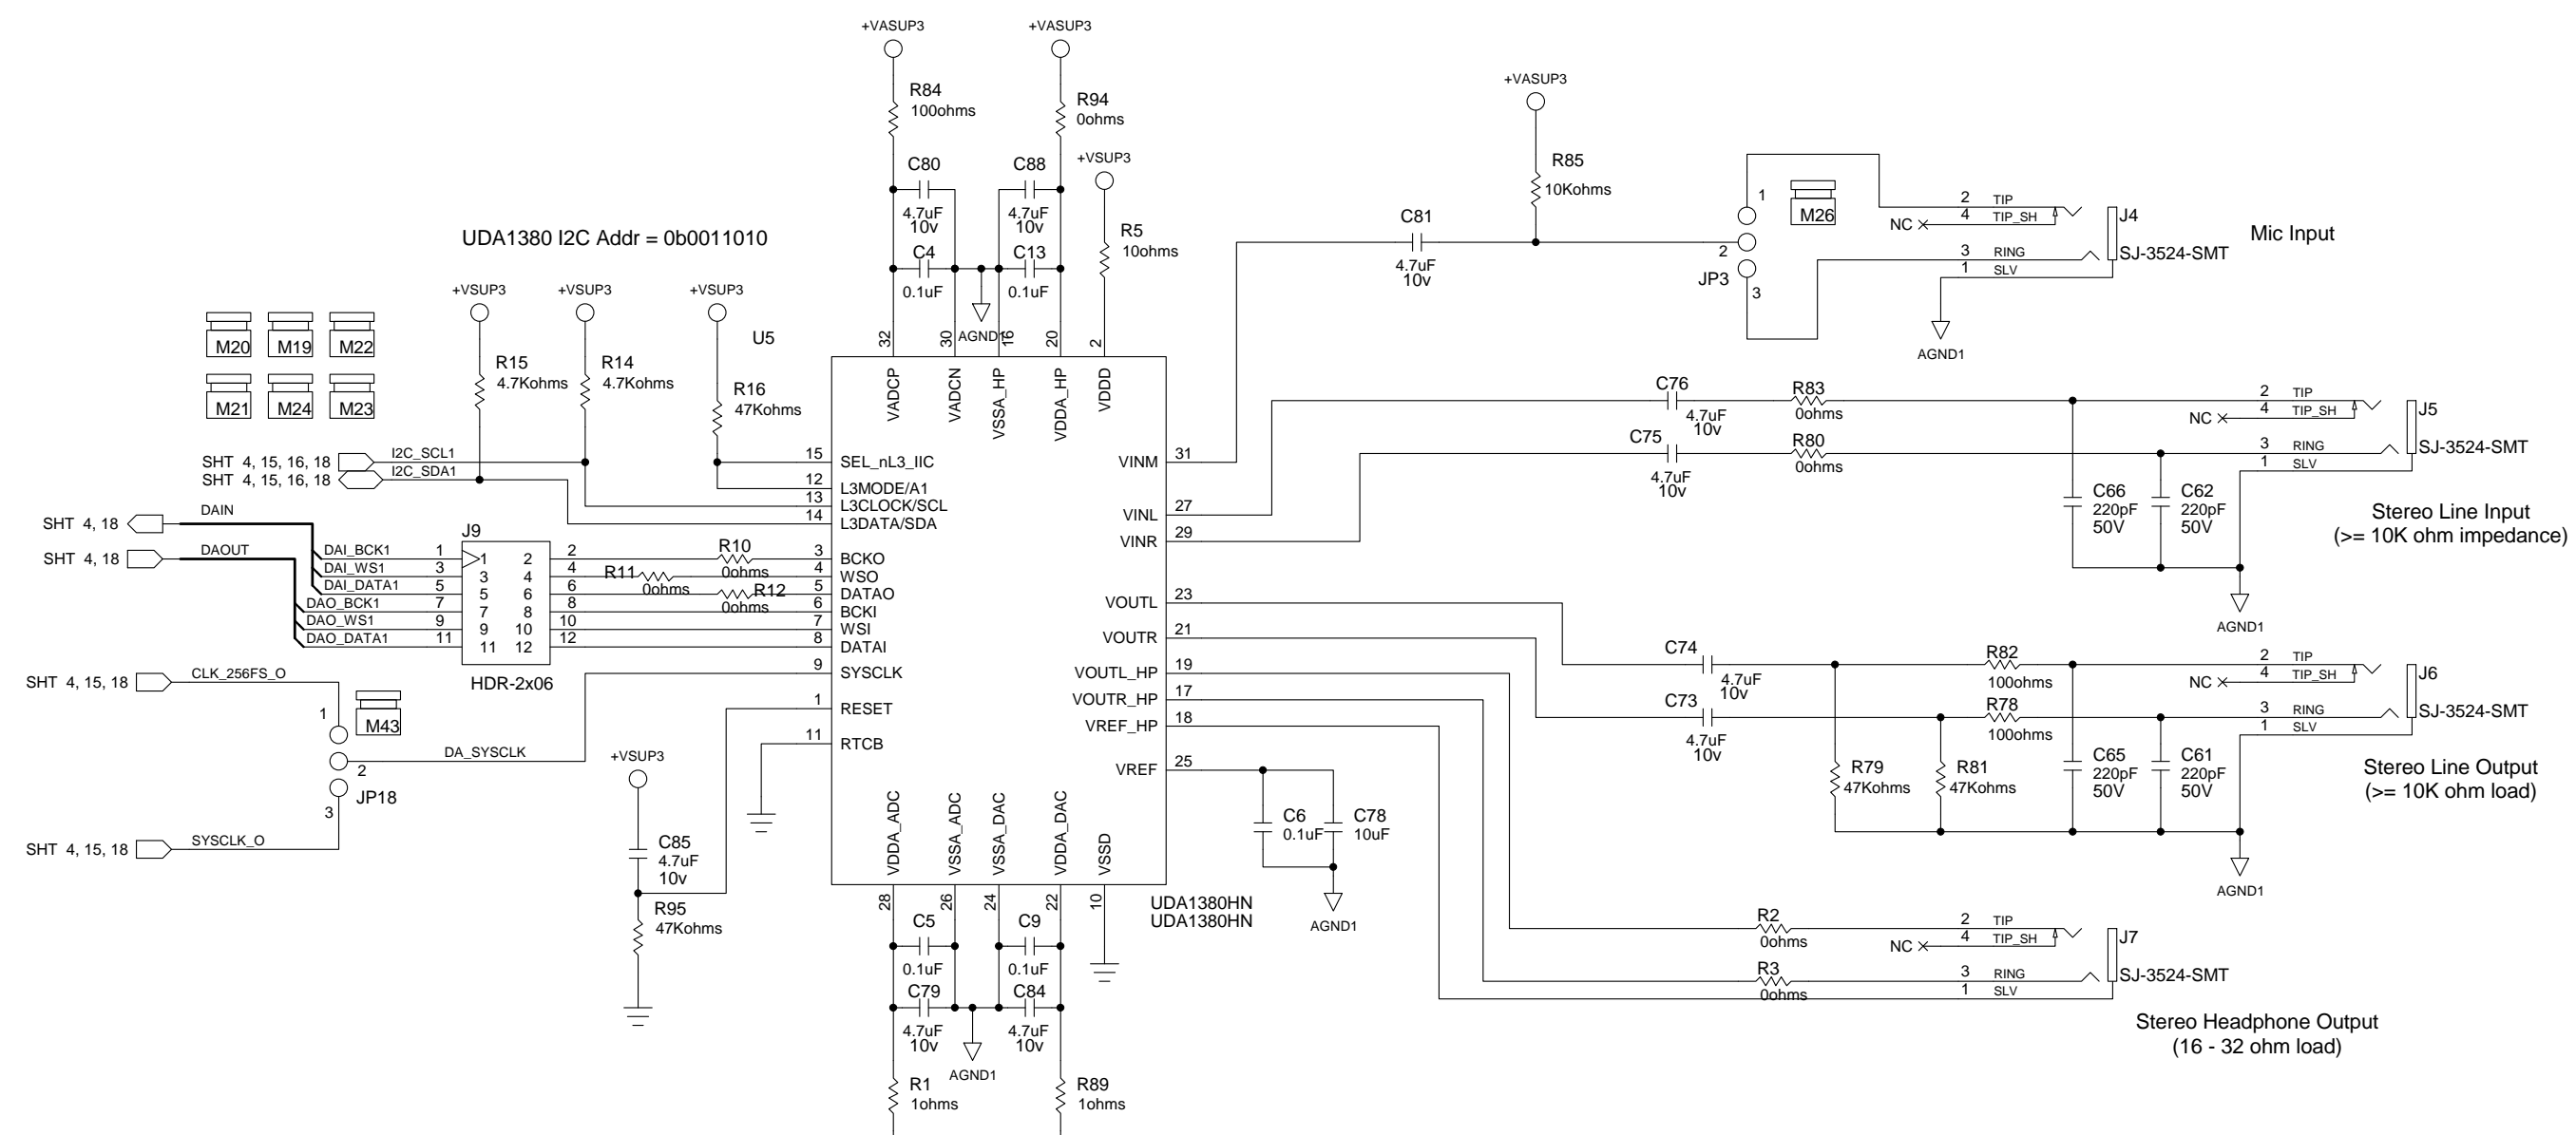 +VASUP3
+VASUP3
R84
100ohms
R94
0ohms
C80
4.7uF
10v
C88
4.7uF
10v
+VSUP3
R5
10ohms
C4
0.1uF
C13
0.1uF
AGND1
+VASUP3
R85
10Kohms
C81
4.7uF
10v
1
2
3
JP3
M26
2 TIP
4 TIP_SH
NC
3 RING
1 SLV
J4
SJ-3524-SMT
AGND1
Mic Input
UDA1380 I2C Addr = 0b0011010
M20 M19 M22
M21 M24 M23
+VSUP3
+VSUP3
+VSUP3
R15
4.7Kohms
R14
4.7Kohms
R16
47Kohms
U5
SHT 4, 15, 16, 18
I2C_SCL1
SHT 4, 15, 16, 18
I2C_SDA1
SHT 4, 18
DAIN
SHT 4, 18
DAOUT
J9
DAI_BCK1 1 1 2 2
DAI_WS1 3 3 4 4
DAI_DATA1 5 5 6 6
DAO_BCK1 7 7 8 8
DAO_WS1 9 9 10 10
DAO_DATA1 11 11 12 12
HDR-2x06
R10
0ohms
R11
0ohms
R12
0ohms
SHT 4, 15, 18
CLK_256FS_O
M43
1
2
3
JP18
DA_SYSCLK
SHT 4, 15, 18
SYSCLK_O
+VSUP3
C85
4.7uF
10v
R95
47Kohms
32 VADCP
30 VADCN
16 VSSA_HP
20 VDDA_HP
2 VDDD
15 SEL_nL3_IIC
12 L3MODE/A1
13 L3CLOCK/SCL
14 L3DATA/SDA
3 BCKO
4 WSO
5 DATAO
6 BCKI
7 WSI
8 DATAI
9 SYSCLK
1 RESET
11 RTCB
VINM 31
VINL 27
VINR 29
VOUTL 23
VOUTR 21
VOUTL_HP 19
VOUTR_HP 17
VREF_HP 18
VREF 25
VDDA_ADC 28
VSSA_ADC 26
VSSA_DAC 24
VDDA_DAC 22
VSSD 10
UDA1380HN
UDA1380HN
C5
0.1uF
C9
0.1uF
C79
4.7uF
10v
C84
4.7uF
10v
AGND1
R1
1ohms
R89
1ohms
C6
0.1uF
C78
10uF
AGND1
C76
4.7uF
10v
R83
0ohms
C75
4.7uF
10v
R80
0ohms
C66
220pF
50V
C62
220pF
50V
2 TIP
4 TIP_SH
NC
3 RING
1 SLV
J5
SJ-3524-SMT
AGND1
Stereo Line Input
(>= 10K ohm impedance)
C74
4.7uF
10v
R82
100ohms
C73
4.7uF
10v
R78
100ohms
R79
47Kohms
R81
47Kohms
C65
220pF
50V
C61
220pF
50V
2 TIP
4 TIP_SH
NC
3 RING
1 SLV
J6
SJ-3524-SMT
AGND1
Stereo Line Output
(>= 10K ohm load)
R2
0ohms
R3
0ohms
2 TIP
4 TIP_SH
NC
3 RING
1 SLV
J7
SJ-3524-SMT
Stereo Headphone Output
(16 - 32 ohm load)